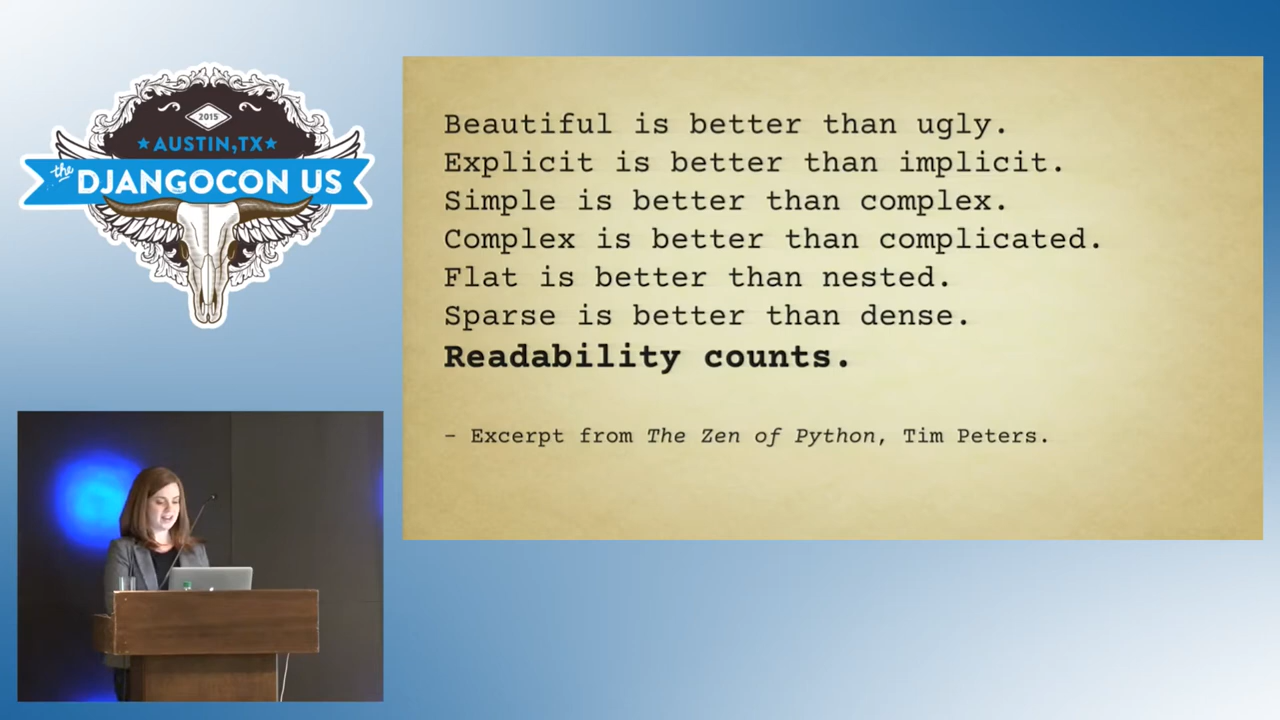 2015
AUSTIN,TX
the
DJANGOCON US
Beautiful is better than ugly.
Explicit is better than implicit.
Simple is better than complex.
Complex is better than complicated.
Flat is better than nested.
Sparse is better than dense.
Readability counts.
– Excerpt from The Zen of Python, Tim Peters.